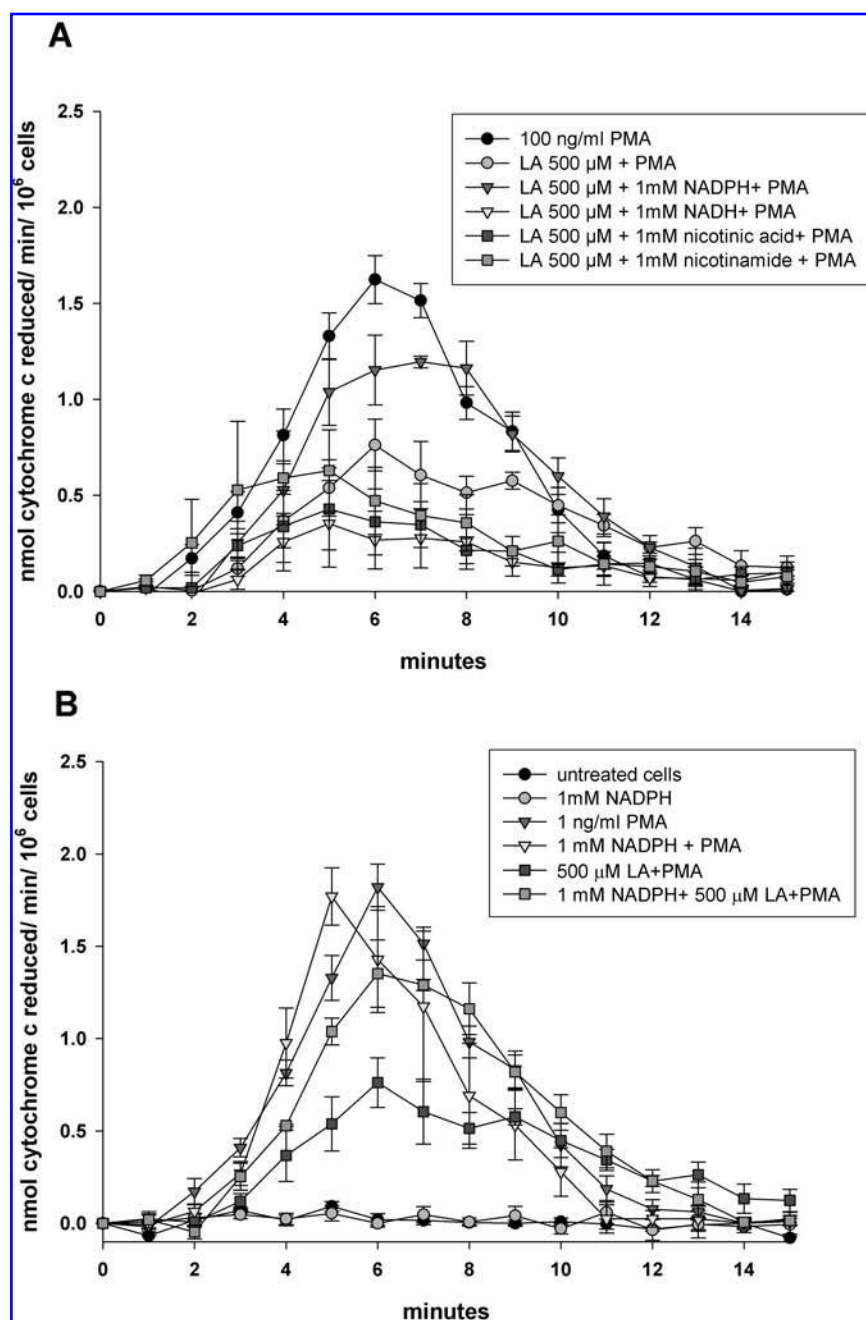 A
nmol cytochrome c reduced/ min/ 10⁶ cells
2.5
2.0
1.5
1.0
0.5
0.0
100 ng/ml PMA
LA 500 µM + PMA
LA 500 µM + 1mM NADPH+ PMA
LA 500 µM + 1mM NADH+ PMA
LA 500 µM + 1mM nicotinic acid+ PMA
LA 500 µM + 1mM nicotinamide + PMA
0 2 4 6 8 10 12 14
minutes
B
nmol cytochrome c reduced/ min/ 10⁶ cells
2.5
2.0
1.5
1.0
0.5
0.0
untreated cells
1mM NADPH
1 ng/ml PMA
1 mM NADPH + PMA
500 µM LA+PMA
1 mM NADPH+ 500 µM LA+PMA
0 2 4 6 8 10 12 14
minutes